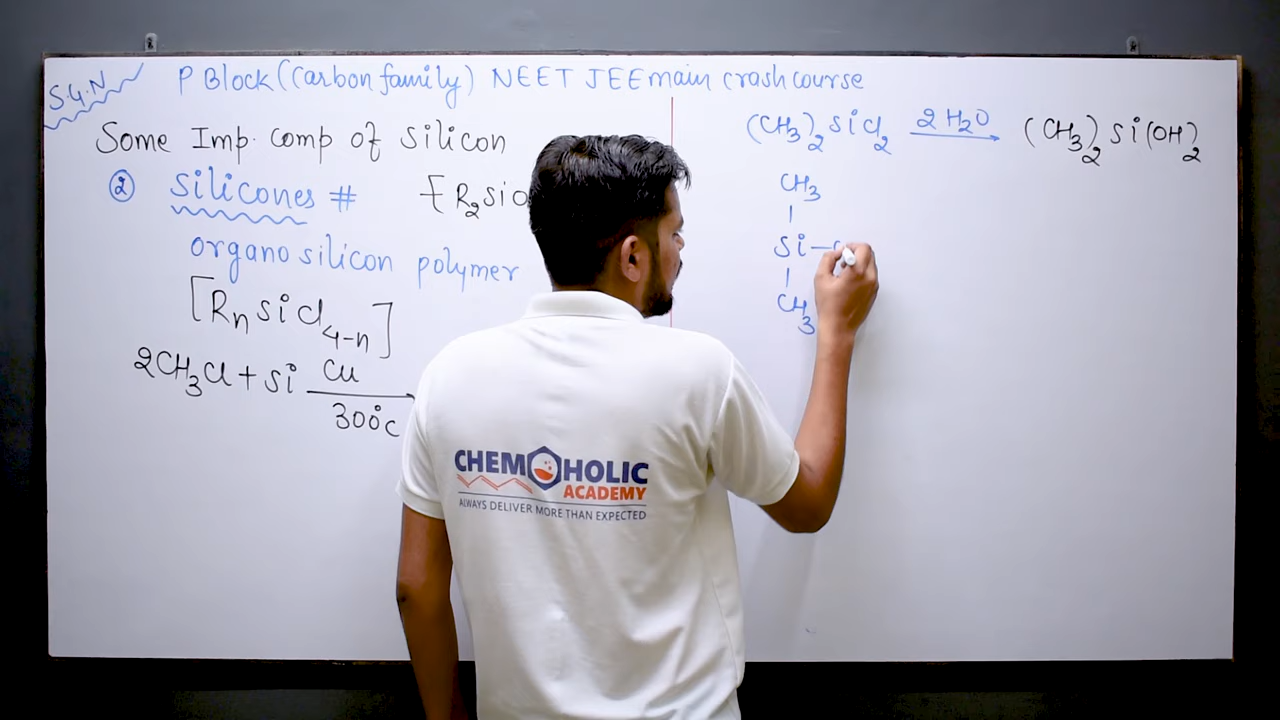 S.G.N
P Block (Carbon family) NEET JEE main crash course
Some Imp. comp of silicon
② silicones # -[R₂SiO
organo silicon polymer
[RₙSiCl₄₋ₙ]
2CH₃Cl + Si Cu 300°C
(CH₃)₂SiCl₂ 2H₂O (CH₃)₂Si(OH)₂
CH₃
|
Si—
|
CH₃
CHEMOHOLIC
ACADEMY
ALWAYS DELIVER MORE THAN EXPECTED